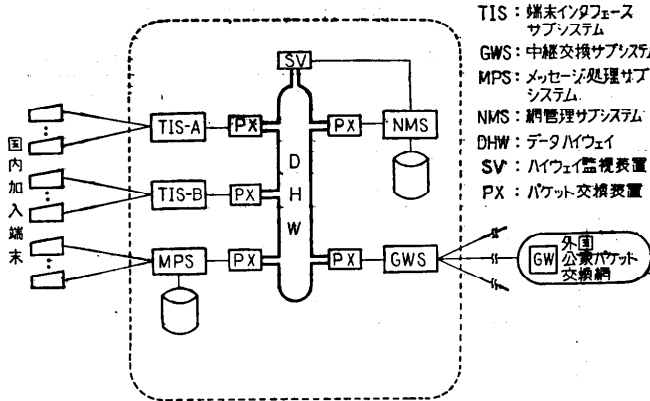 TIS : 端末インタフェース
サブシステム
GWS : 中継交換サブシステム
MPS : メッセージ処理サブ
システム
NMS : 網管理サブシステム
DHW : データハイウェイ
SV : ハイウェイ監視装置
PX : パケット交換装置
SV
TIS-A
PX
PX
NMS
国内加入端末
DHW
TIS-B
PX
MPS
PX
PX
GWS
GW
外国
公衆パケット
交換網